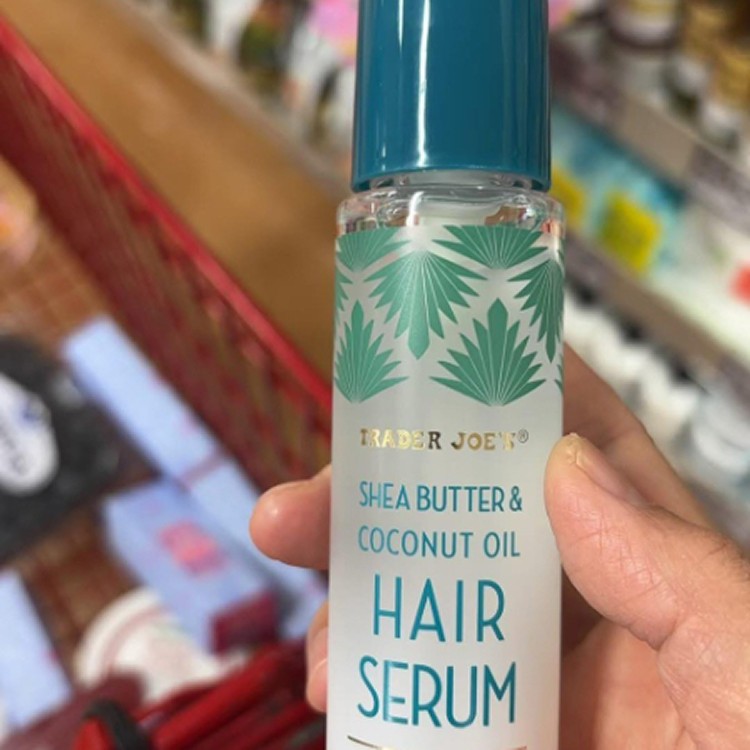 TRADER JOE'S®
SHEA BUTTER &
COCONUT OIL
HAIR
SERUM